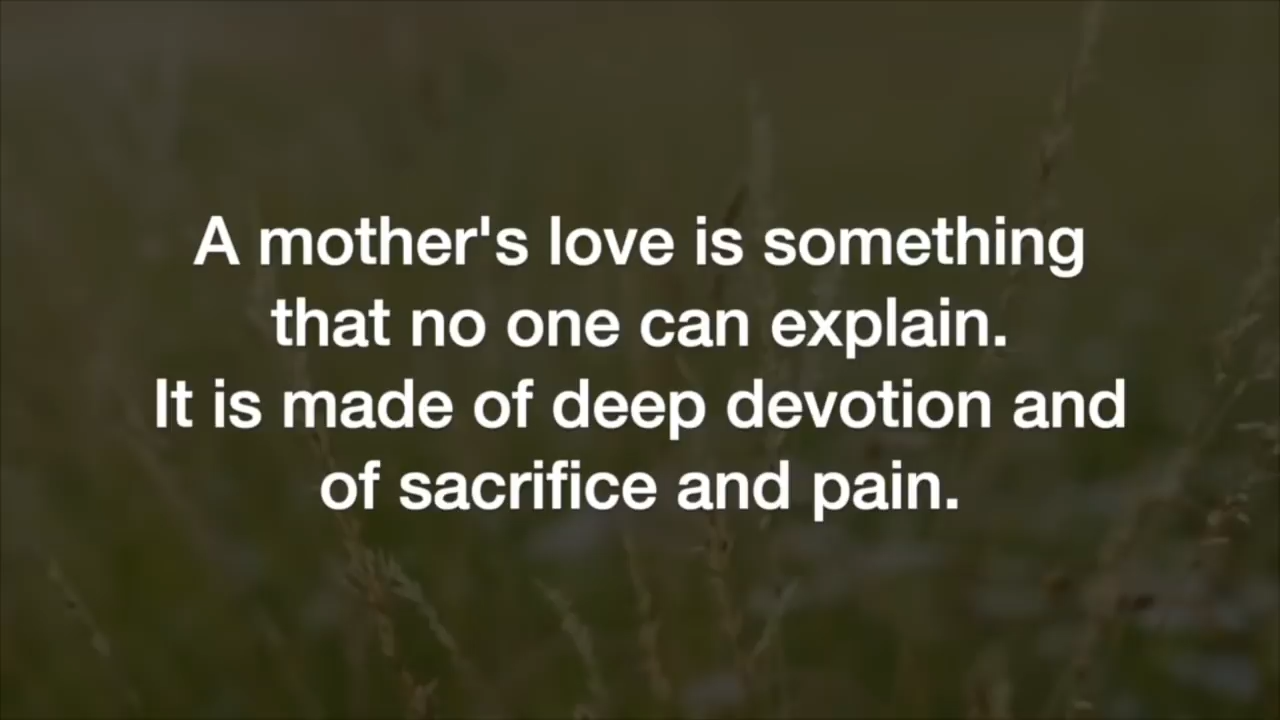 A mother's love is something
that no one can explain.
It is made of deep devotion and
of sacrifice and pain.